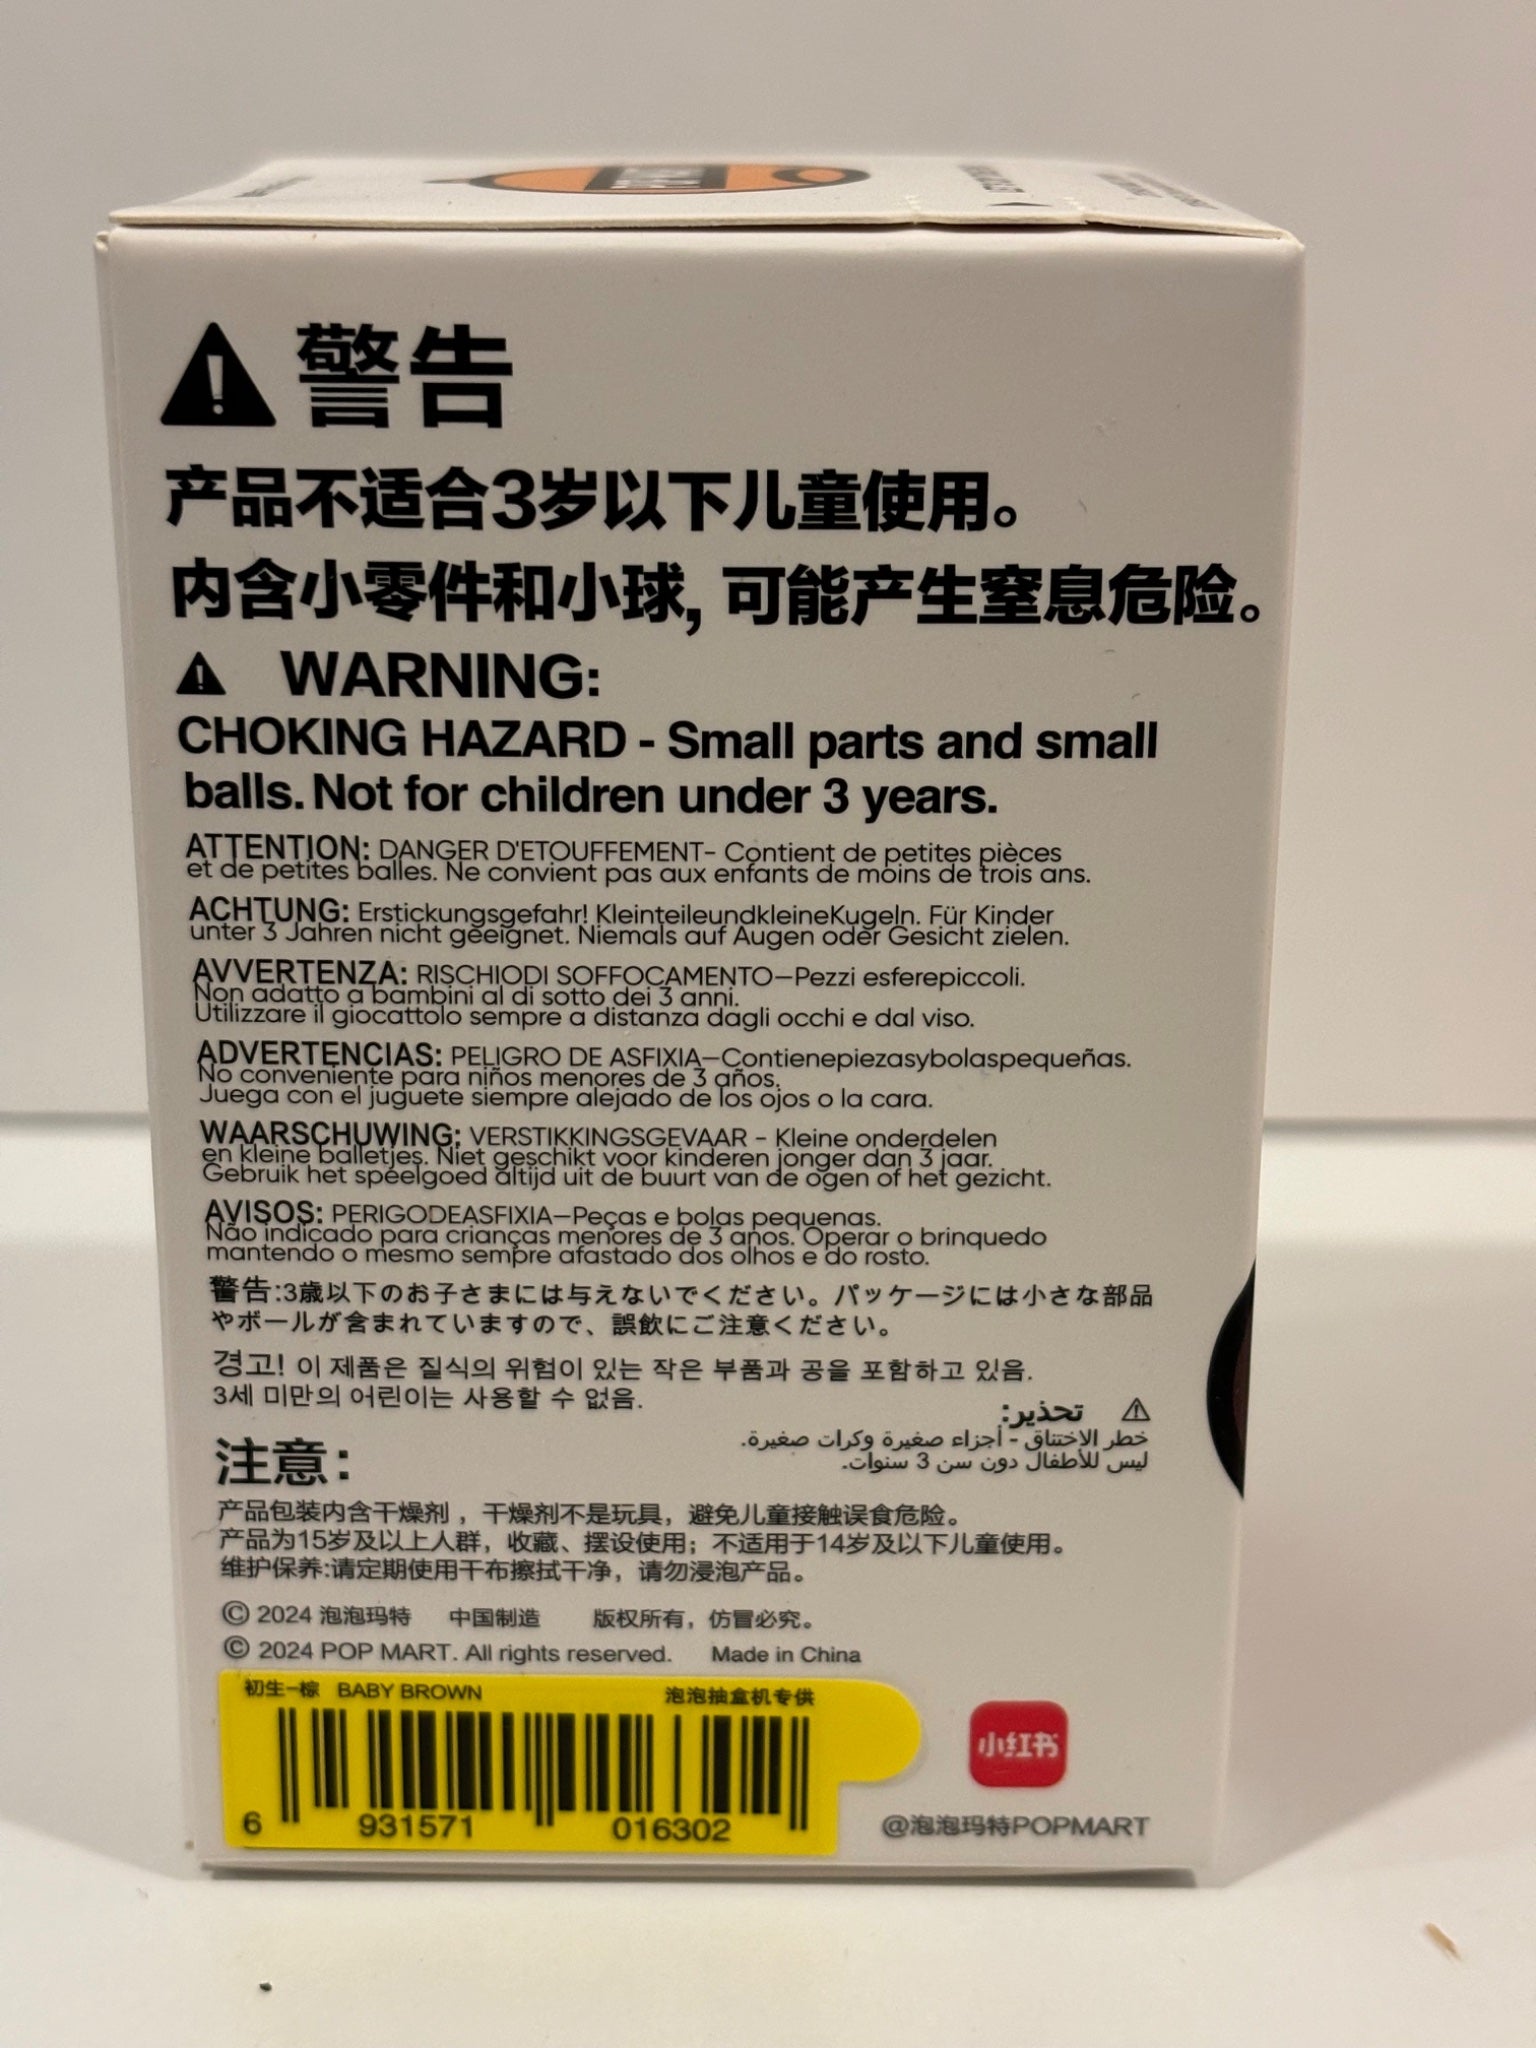 警告
产品不适合3岁以下儿童使用。
内含小零件和小球, 可能产生窒息危险。
WARNING:
CHOKING HAZARD - Small parts and small
balls. Not for children under 3 years.
ATTENTION: DANGER D'ETOUFFEMENT- Contient de petites pièces
et de petites balles. Ne convient pas aux enfants de moins de trois ans.
ACHTUNG: Erstickungsgefahr! KleinteileundkleineKugeln. Für Kinder
unter 3 Jahren nicht geeignet. Niemals auf Augen oder Gesicht zielen.
AVVERTENZA: RISCHIODI SOFFOCAMENTO—Pezzi esferepiccoli.
Non adatto a bambini al di sotto dei 3 anni.
Utilizzare il giocattolo sempre a distanza dagli occhi e dal viso.
ADVERTENCIAS: PELIGRO DE ASFIXIA—Contienepiezasybolaspequeñas.
No conveniente para niños menores de 3 años.
Juega con el juguete siempre alejado de los ojos o la cara.
WAARSCHUWING: VERSTIKKINGSGEVAAR - Kleine onderdelen
en kleine balletjes. Niet geschikt voor kinderen jonger dan 3 jaar.
Gebruik het speelgoed altijd uit de buurt van de ogen of het gezicht.
AVISOS: PERIGODEASFIXIA—Peças e bolas pequenas.
Não indicado para crianças menores de 3 anos. Operar o brinquedo
mantendo o mesmo sempre afastado dos olhos e do rosto.
警告:3歳以下のお子さまには与えないでください。パッケージには小さな部品
やボールが含まれていますので、誤飲にご注意ください。
경고! 이 제품은 질식의 위험이 있는 작은 부품과 공을 포함하고 있음.
3세 미만의 어린이는 사용할 수 없음.
تحذير:
خطر الاختناق - أجزاء صغيرة وكرات صغيرة.
ليس للأطفال دون سن 3 سنوات.
注意：
产品包装内含干燥剂，干燥剂不是玩具，避免儿童接触误食危险。
产品为15岁及以上人群，收藏、摆设使用；不适用于14岁及以下儿童使用。
维护保养:请定期使用干布擦拭干净，请勿浸泡产品。
© 2024 泡泡玛特 中国制造 版权所有，仿冒必究。
© 2024 POP MART. All rights reserved. Made in China
初生-棕 BABY BROWN 泡泡抽盒机专供
6 931571 016302
小红书
@泡泡玛特POPMART